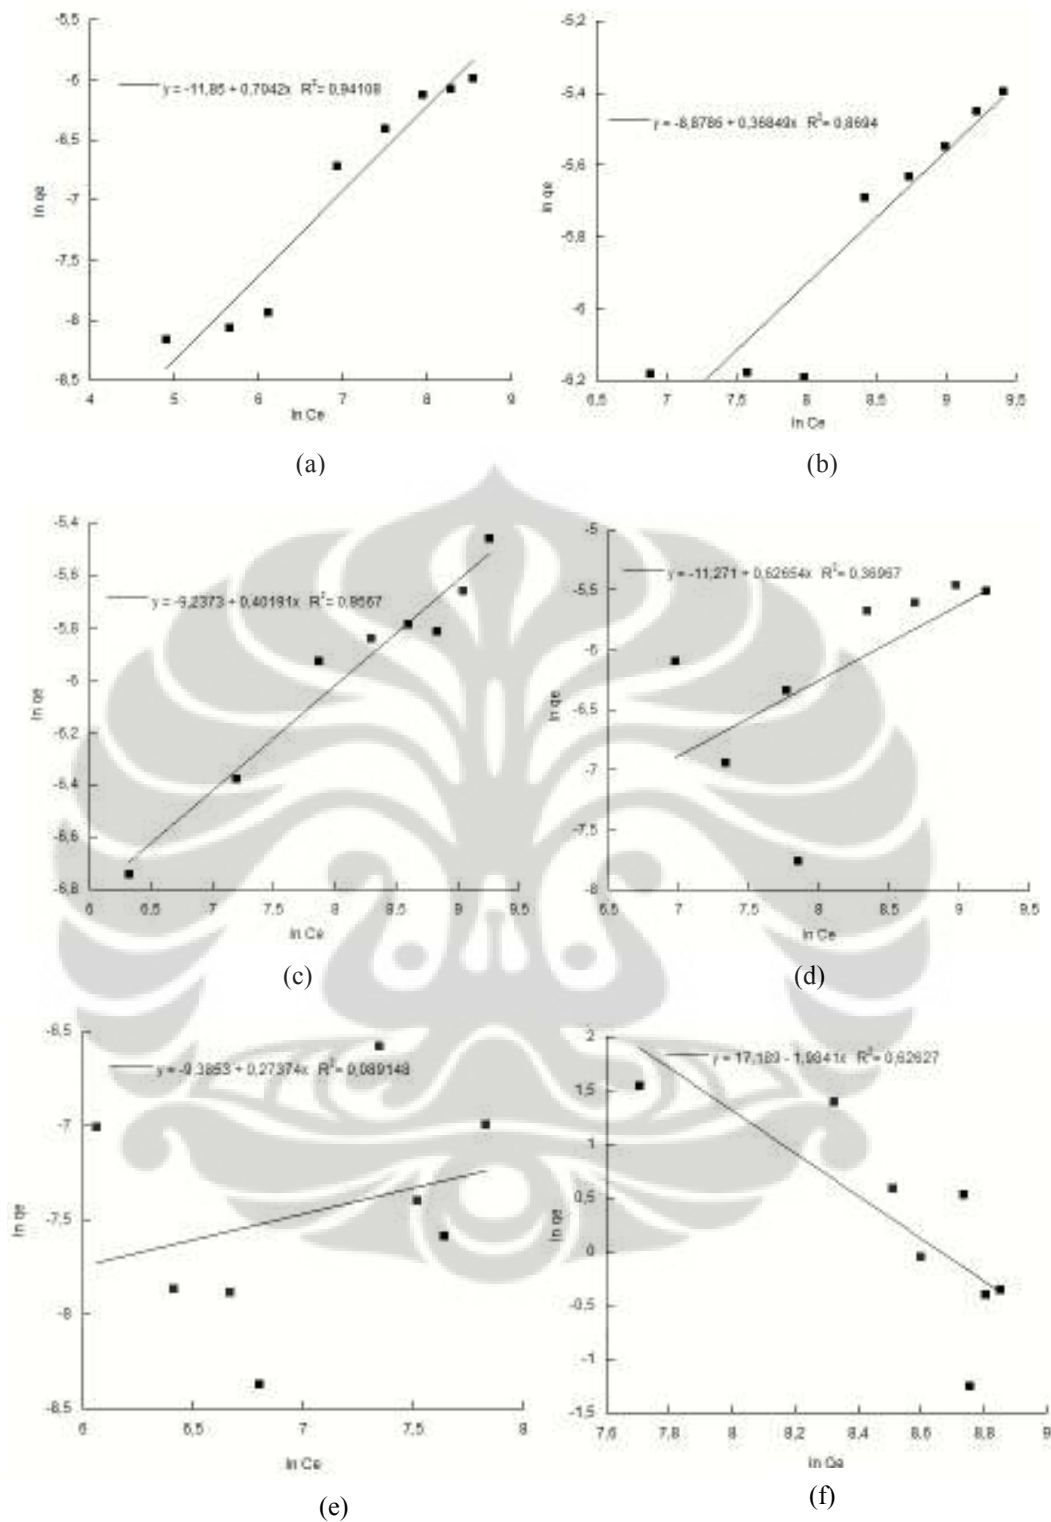 -5,5
-6
-6,5
-7
-7,5
-8
-8,5
4 5 6 7 8 9
ln qe
ln Ce
y = -11,85 + 0,7042x R²= 0,94108
(a)
-5,2
-5,4
-5,6
-5,8
-6
-6,2
6,5 7 7,5 8 8,5 9 9,5
ln qe
ln Ce
y = -8,8786 + 0,36849x R²= 0,8694
(b)
-5,4
-5,6
-5,8
-6
-6,2
-6,4
-6,6
-6,8
6 6,5 7 7,5 8 8,5 9 9,5
ln qe
ln Ce
y = -9,2373 + 0,40191x R²= 0,9567
(c)
-5
-5,5
-6
-6,5
-7
-7,5
-8
6,5 7 7,5 8 8,5 9 9,5
ln qe
ln Ce
y = -11,271 + 0,62654x R²= 0,36967
(d)
-6,5
-7
-7,5
-8
-8,5
6 6,5 7 7,5 8
ln qe
ln Ce
y = -9,3853 + 0,27374x R²= 0,089148
(e)
2
1,5
1
0,5
0
-0,5
-1
-1,5
7,6 7,8 8 8,2 8,4 8,6 8,8 9
ln qe
y = 17,189 - 1,9841x R²= 0,62627
(f)